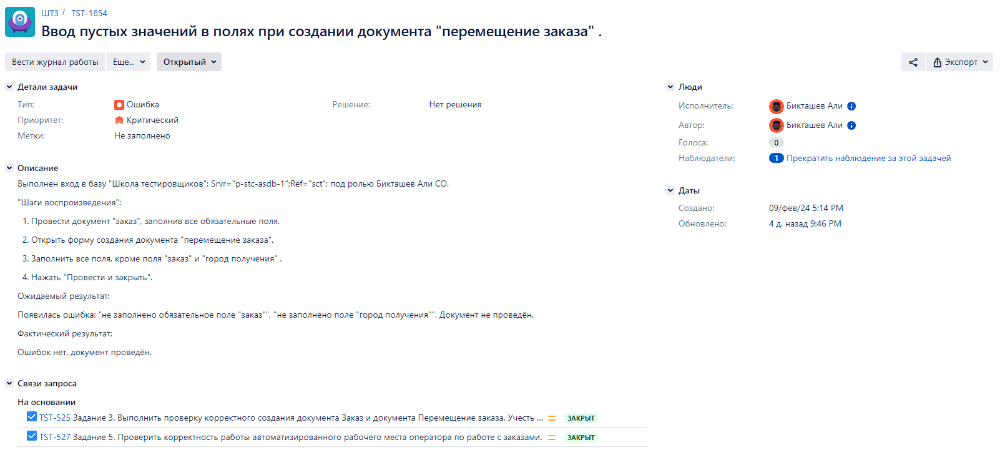 ШТЗ / TST-1854
Ввод пустых значений в полях при создании документа "перемещение заказа" .
Вести журнал работы Еще... Открытый Экспорт
Детали задачи
Тип: Ошибка Решение: Нет решения
Приоритет: Критический
Метки: Не заполнено
Описание
Выполнен вход в базу "Школа тестировщиков": Srvr="p-stc-asdb-1";Ref="sct"; под ролью Бикташев Али СО.
"Шаги воспроизведения":
1. Провести документ "заказ", заполнив все обязательные поля.
2. Открыть форму создания документа "перемещение заказа".
3. Заполнить все поля, кроме поля "заказ" и "город получения" .
4. Нажать "Провести и закрыть".
Ожидаемый результат:
Появилась ошибка: "не заполнено обязательное поле "заказ"", "не заполнено поле "город получения"". Документ не проведён.
Фактический результат:
Ошибок нет, документ проведён.
Связи запроса
На основании
TST-525 Задание 3. Выполнить проверку корректного создания документа Заказ и документа Перемещение заказа. Учесть ... ЗАКРЫТ
TST-527 Задание 5. Проверить корректность работы автоматизированного рабочего места оператора по работе с заказами. ЗАКРЫТ
Люди
Исполнитель: Бикташев Али
Автор: Бикташев Али
Голоса: 0
Наблюдатели: 1 Прекратить наблюдение за этой задачей
Даты
Создано: 09/фев/24 5:14 PM
Обновлено: 4 д. назад 9:46 PM